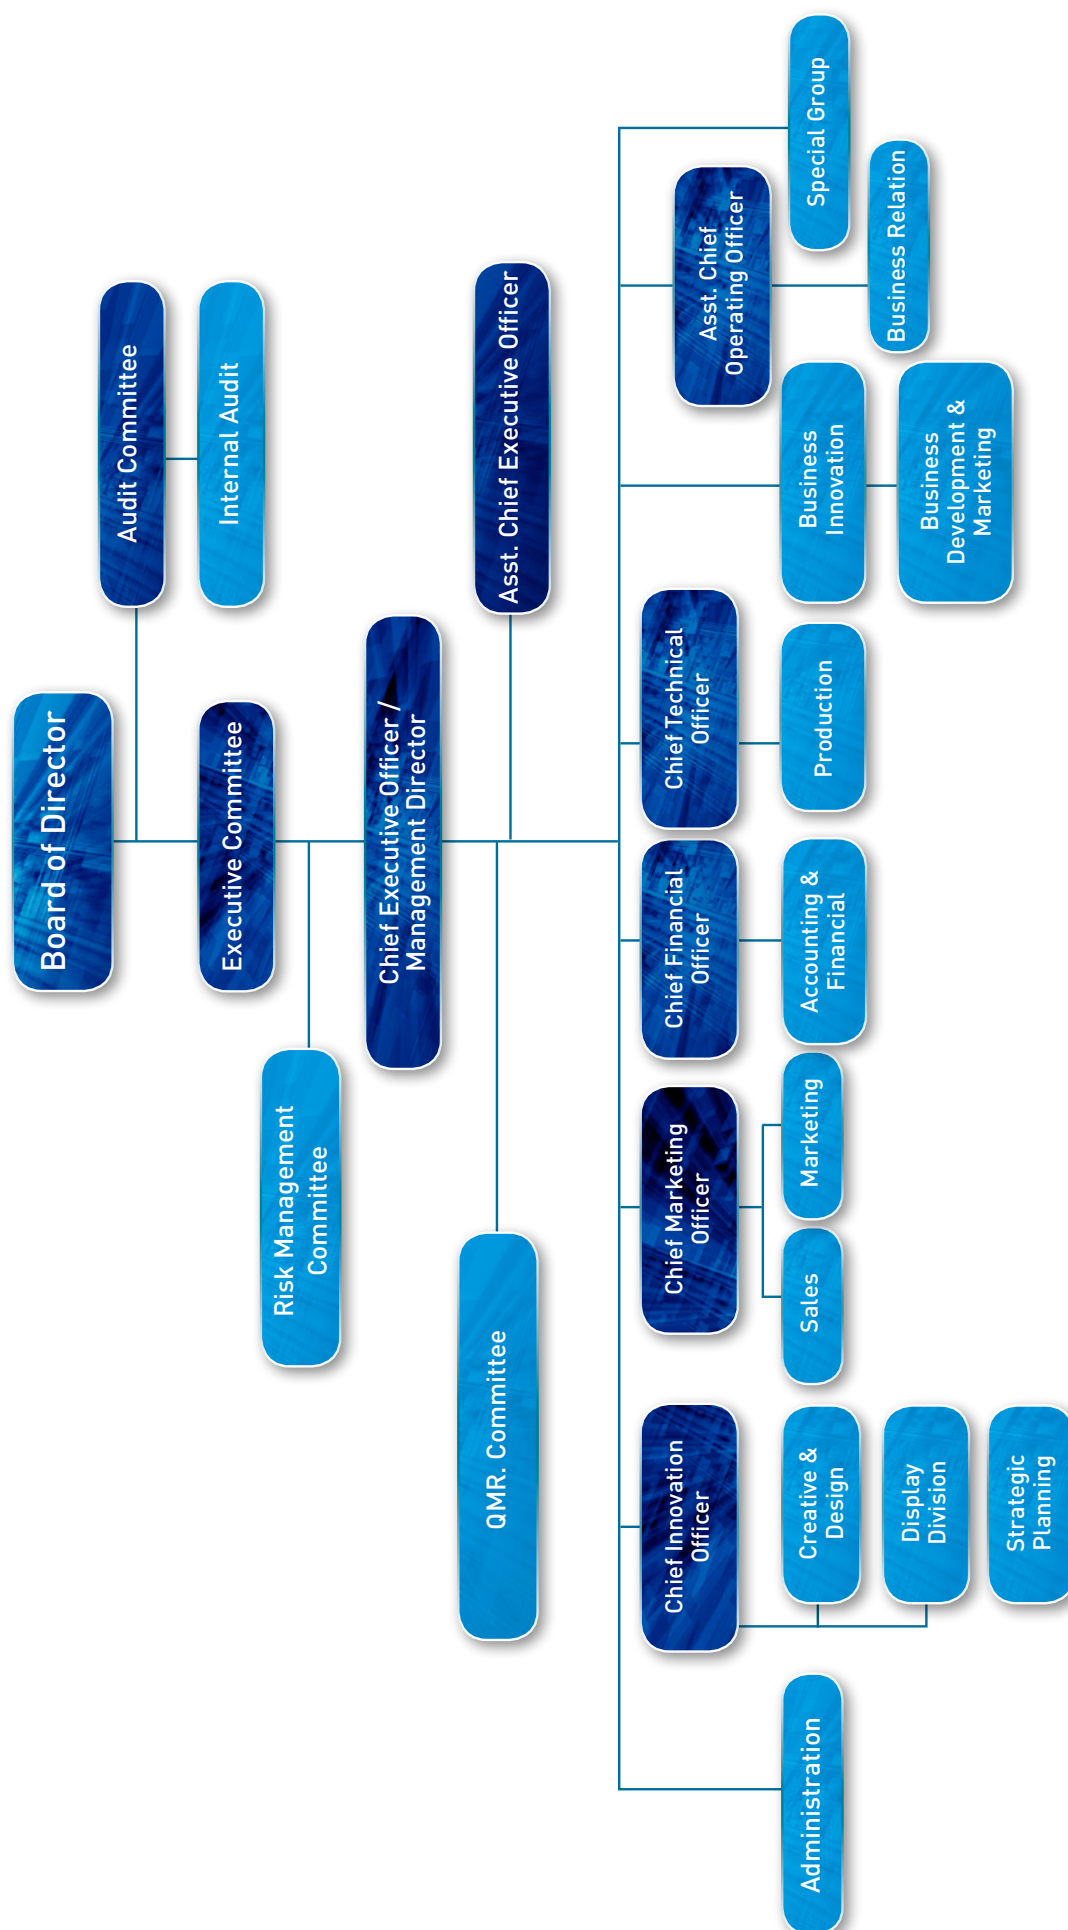 Board of Director
Audit Committee
Internal Audit
Executive Committee
Risk Management
Committee
Chief Executive Officer /
Management Director
Asst. Chief Executive Officer
QMR. Committee
Administration
Chief Innovation
Officer
Creative &
Design
Display
Division
Strategic
Planning
Chief Marketing
Officer
Sales
Marketing
Chief Financial
Officer
Accounting &
Financial
Chief Technical
Officer
Production
Business
Innovation
Business
Development &
Marketing
Asst. Chief
Operating Officer
Business Relation
Special Group